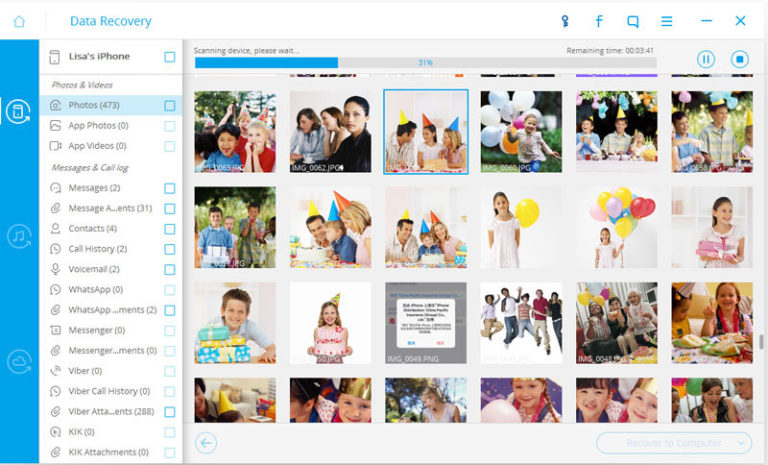 Data Recovery
Lisa's iPhone
Photos & Videos
Photos (473)
App Photos (0)
App Videos (0)
Messages & Call log
Messages (2)
Message A...ents (31)
Contacts (4)
Call History (2)
Voicemail (2)
WhatsApp (0)
WhatsApp ...ments (2)
Messenger (0)
Messenger...ments (0)
Viber (0)
Viber Call History (0)
Viber Atta...ents (288)
KIK (0)
KIK Attachments (0)
Scanning device, please wait...
Remaining time: 00:03:41
31%
IMG_0063.JPG
IMG_0062.JPG
IMG_0060.JPG
IMG_0058.JPG
IMG_0049.PNG
IMG_0048.JPG
Recover to Computer